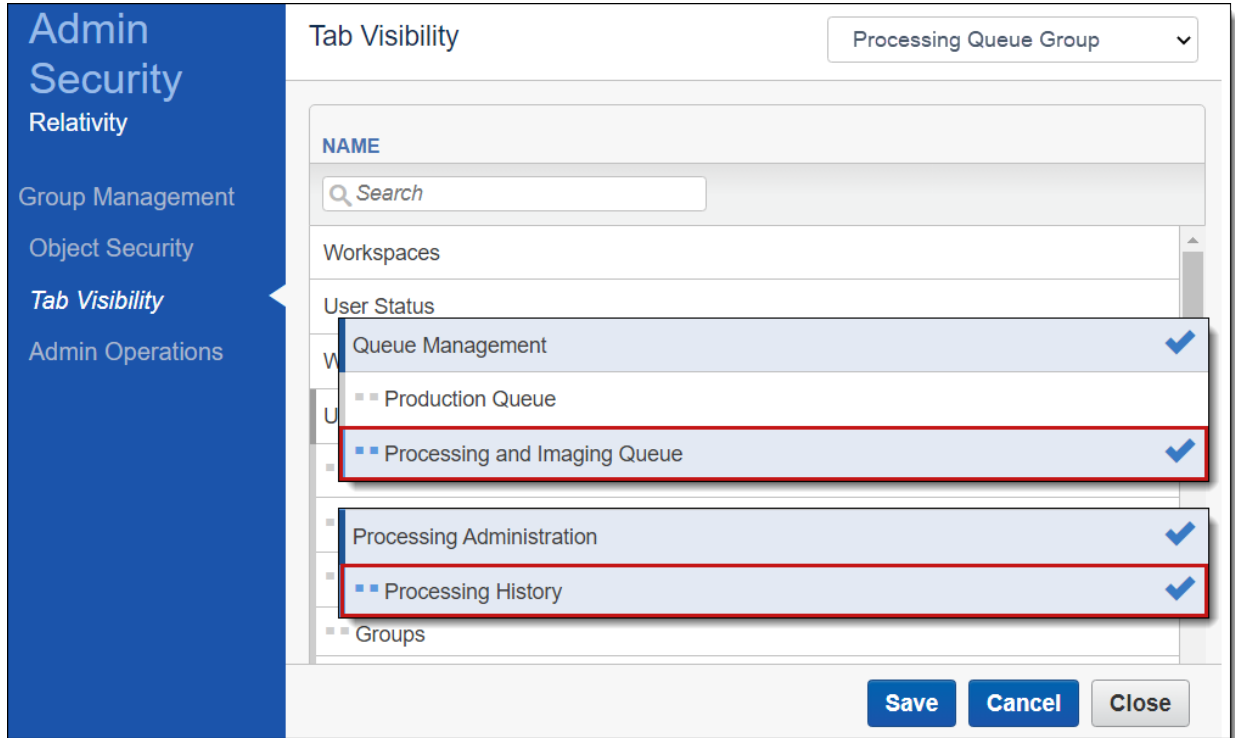 Admin
Security
Relativity
Group Management
Object Security
Tab Visibility
Admin Operations
Tab Visibility
Processing Queue Group
NAME
Search
Workspaces
User Status
W
Queue Management
U
Production Queue
Processing and Imaging Queue
Processing Administration
Processing History
Groups
Save Cancel Close